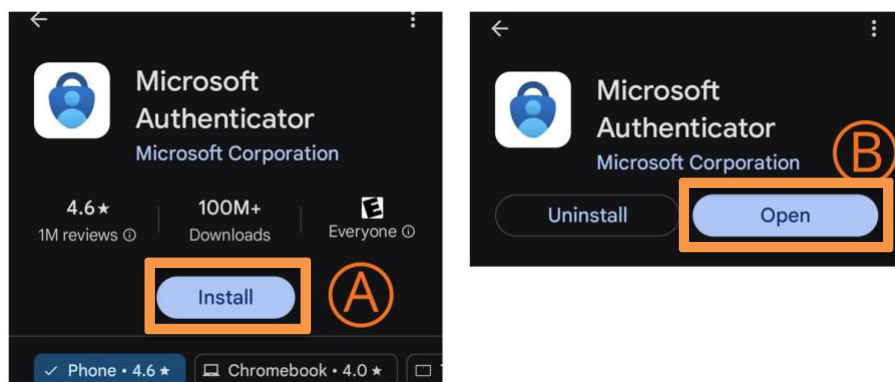 Microsoft
Authenticator
Microsoft Corporation
4.6★
100M+
E
1M reviews ⓘ
Downloads
Everyone ⓘ
Install
Ⓐ
✓ Phone • 4.6 ★
Chromebook • 4.0 ★
Microsoft
Authenticator
Microsoft Corporation
Ⓑ
Uninstall
Open